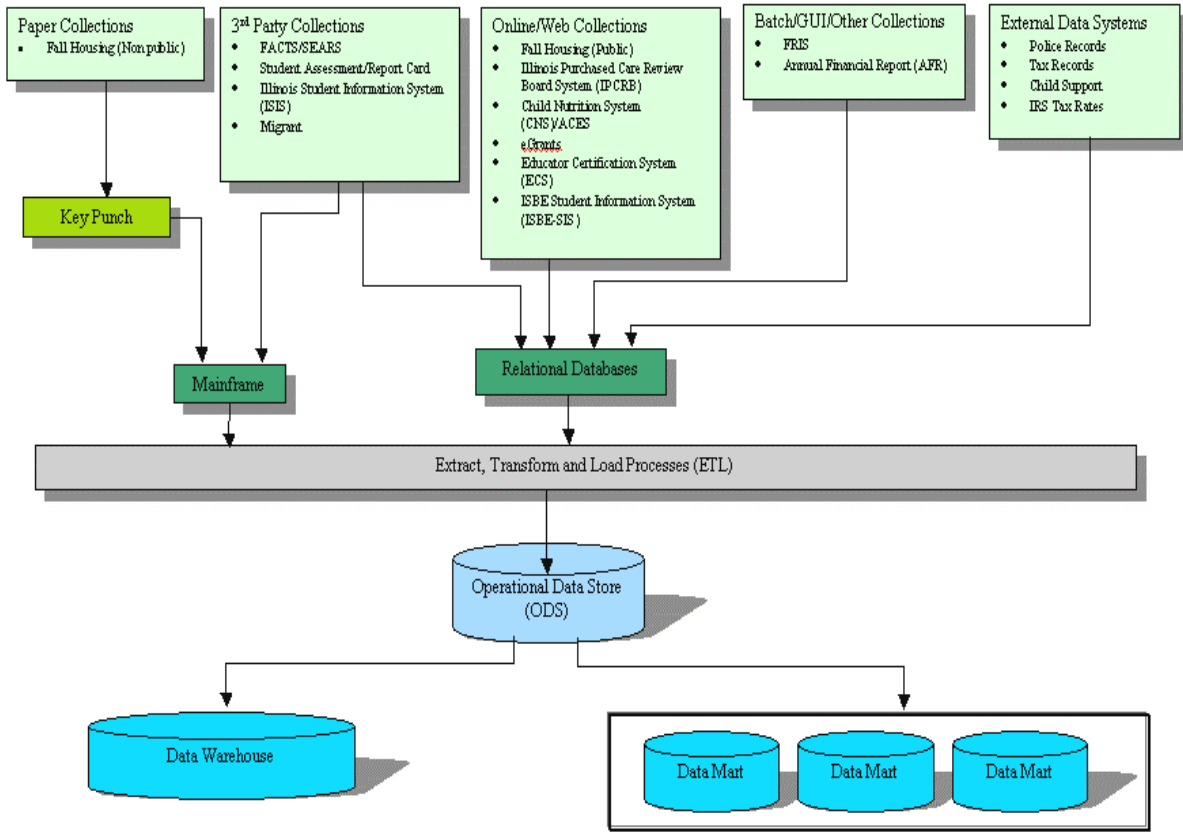 Paper Collections
Fall Housing (Non public)
3rd Party Collections
FACTS/SEARS
Student Assessment/Report Card
Illinois Student Information System
(ISIS)
Migrant
Online/Web Collections
Fall Housing (Public)
Illinois Purchased Care Review
Board System (IPCRB)
Child Nutrition System
(CNS)/ACES
eGrants
Educator Certification System
(ECS)
ISBE Student Information System
(ISBE-SIS)
Batch/GUI/Other Collections
FRIS
Annual Financial Report (AFR)
External Data Systems
Police Records
Tax Records
Child Support
IRS Tax Rates
Key Punch
Mainframe
Relational Databases
Extract, Transform and Load Processes (ETL)
Operational Data Store
(ODS)
Data Warehouse
Data Mart
Data Mart
Data Mart